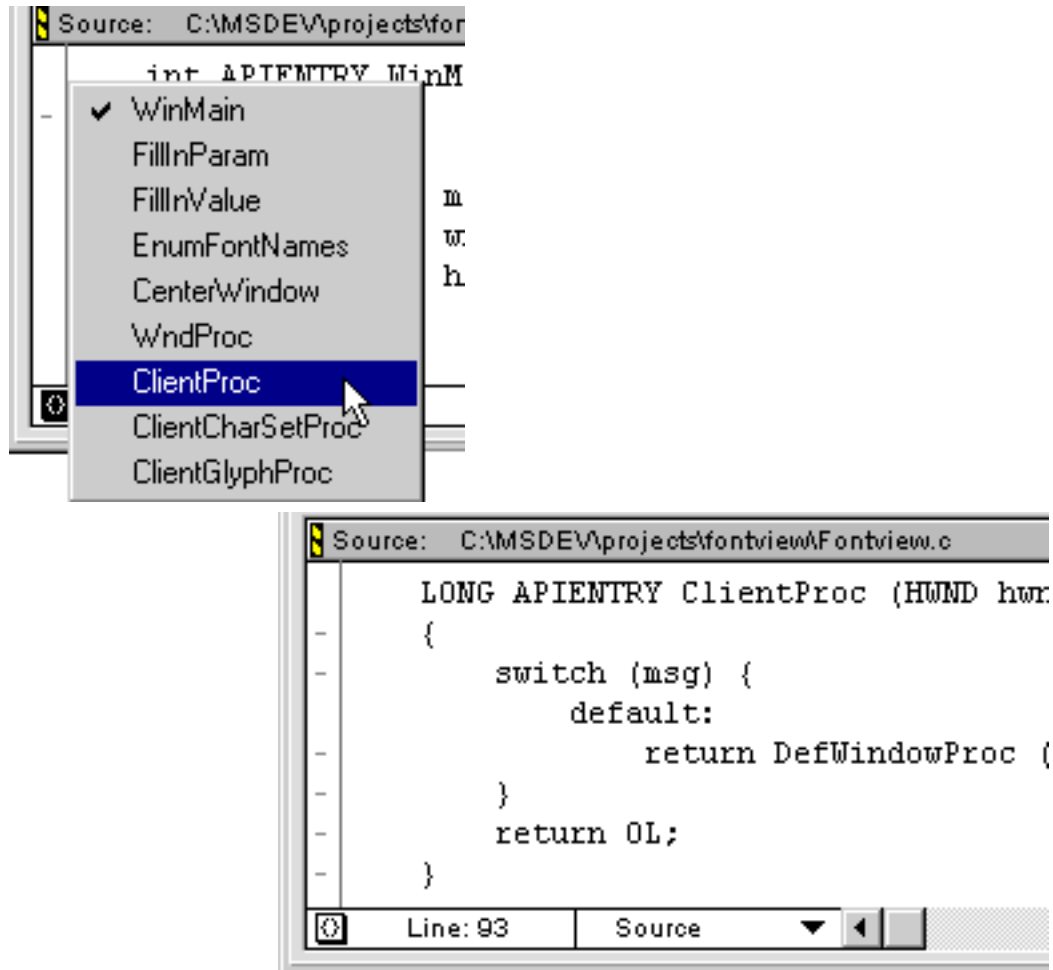 Source: C:\MSDEV\projects\for
int APIENTRY WinM
WinMain
FillInParam
FillInValue
m
EnumFontNames
w
h
CenterWindow
WndProc
ClientProc
ClientCharSetProc
ClientGlyphProc
Source: C:\MSDEV\projects\fontview\Fontview.c
LONG APIENTRY ClientProc (HWND hwn
{
switch (msg) {
default:
return DefWindowProc (
}
return 0L;
}
Line: 93 Source